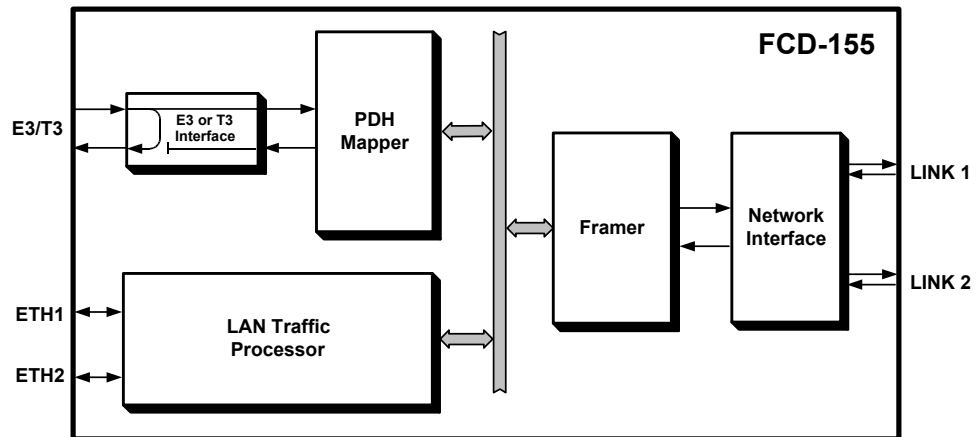 FCD-155
E3/T3
E3 or T3
Interface
PDH
Mapper
LINK 1
Framer
Network
Interface
LINK 2
ETH1
LAN Traffic
Processor
ETH2